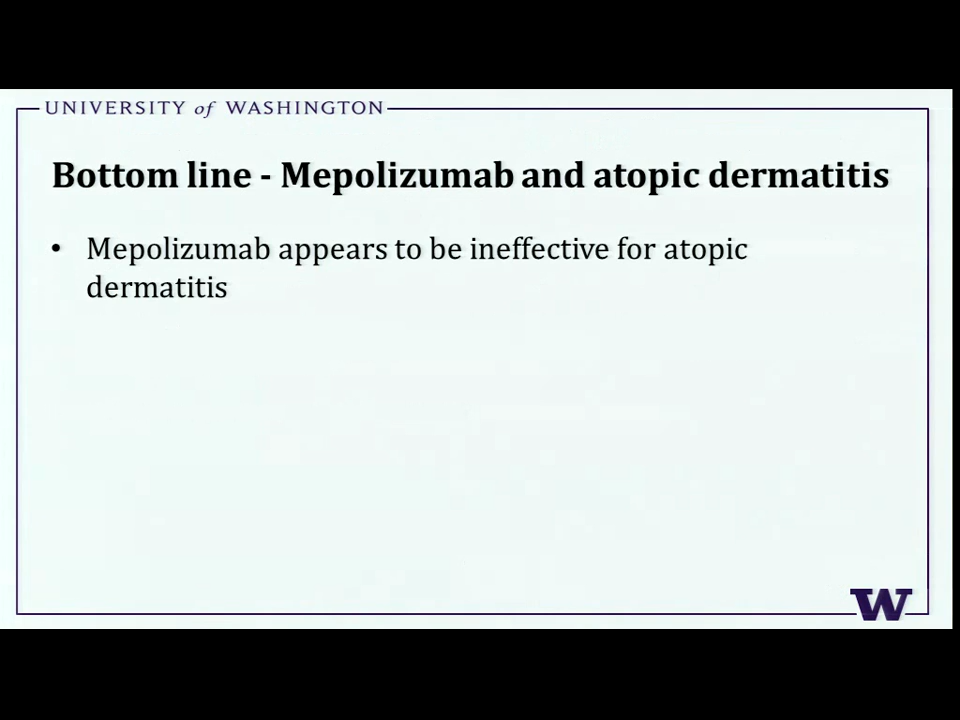 UNIVERSITY of WASHINGTON
Bottom line - Mepolizumab and atopic dermatitis
• Mepolizumab appears to be ineffective for atopic
dermatitis
W